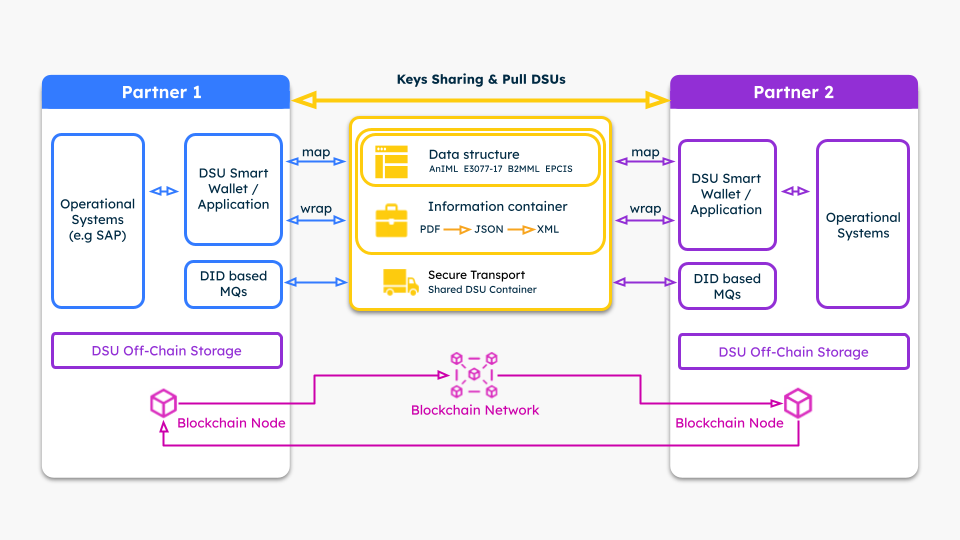 Keys Sharing & Pull DSUs
Partner 1
Operational
Systems
(e.g SAP)
DSU Smart
Wallet /
Application
DID based
MQs
DSU Off-Chain Storage
Blockchain Node
map
wrap
Data structure
AnIML E3077-17 B2MML EPCIS
Information container
PDF JSON XML
Secure Transport
Shared DSU Container
Blockchain Network
map
wrap
Partner 2
DSU Smart
Wallet /
Application
Operational
Systems
DID based
MQs
DSU Off-Chain Storage
Blockchain Node